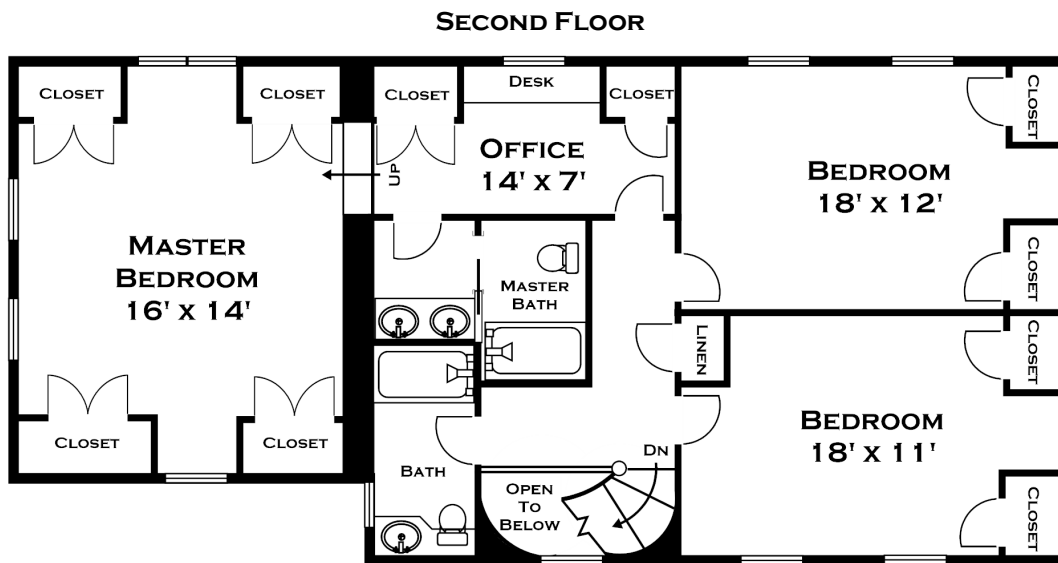 SECOND FLOOR
CLOSET
CLOSET
CLOSET
DESK
CLOSET
CLOSET
OFFICE
14' X 7'
UP
BEDROOM
18' X 12'
MASTER
BEDROOM
16' X 14'
MASTER
BATH
CLOSET
LINEN
CLOSET
BEDROOM
18' X 11'
CLOSET
CLOSET
BATH
DN
OPEN
TO
BELOW
CLOSET